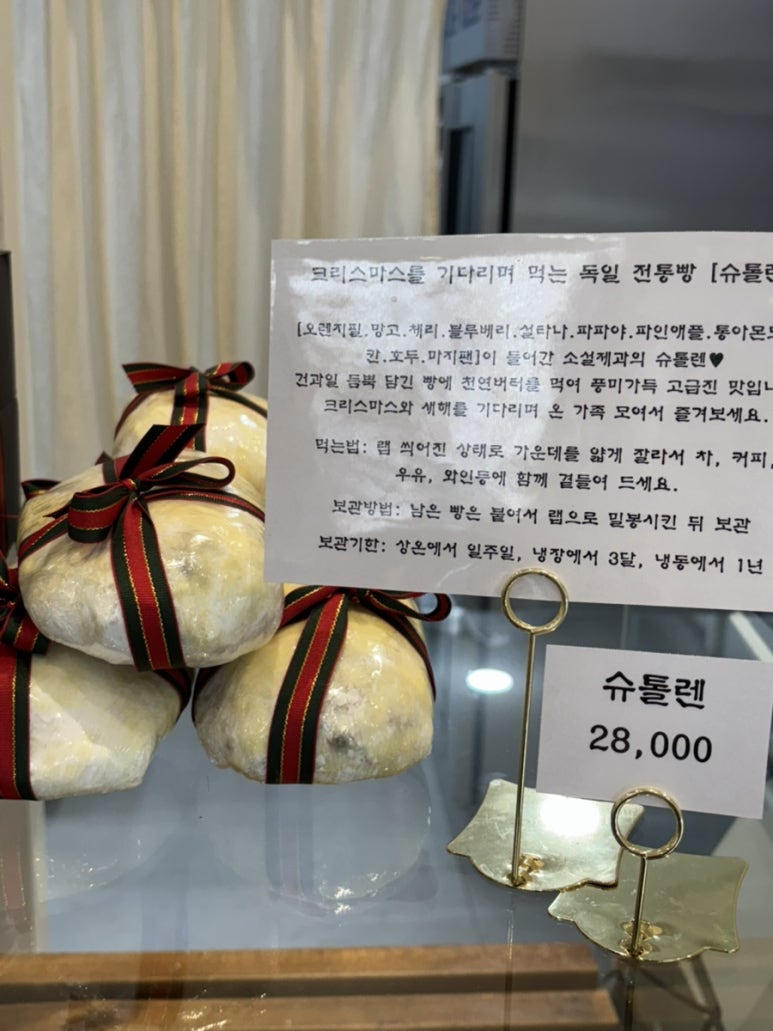 크리스마스를 기다리며 먹는 독일 전통빵 [슈톨렌
[오렌지필.망고.체리.블루베리.설타나.파파야.파인애플.통아몬드
칸.호두.마지팬]이 들어간 소설제과의 슈톨렌♥
건과일 듬뿍 담긴 빵에 천연버터를 먹여 풍미가득 고급진 맛입니
크리스마스와 새해를 기다리며 온 가족 모여서 즐겨보세요.
먹는법: 랩 씌어진 상태로 가운데를 얇게 잘라서 차, 커피,
우유, 와인등에 함께 곁들여 드세요.
보관방법: 남은 빵은 붙여서 랩으로 밀봉시킨 뒤 보관
보관기한: 상온에서 일주일, 냉장에서 3달, 냉동에서 1년
슈톨렌
28,000